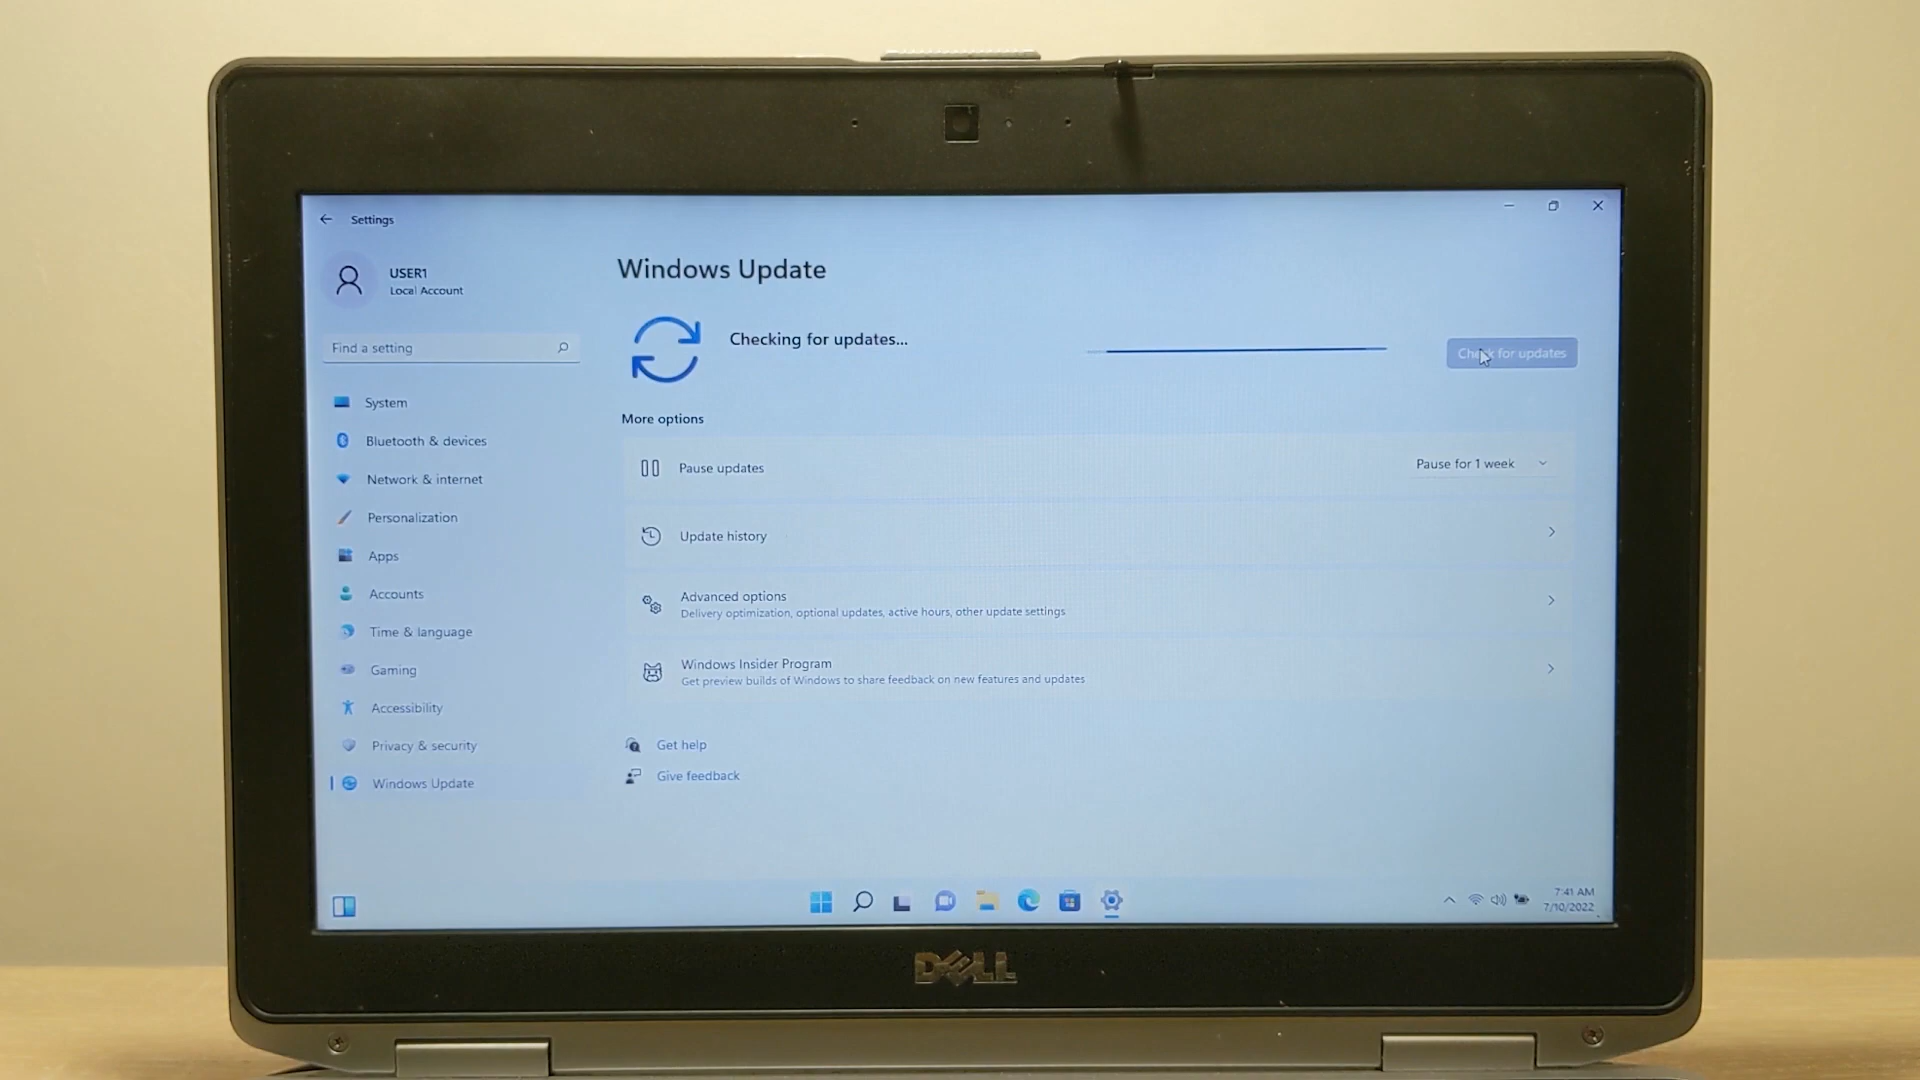 Settings
USER1
Local Account
Find a setting
System
Bluetooth & devices
Network & internet
Personalization
Apps
Accounts
Time & language
Gaming
Accessibility
Privacy & security
Windows Update
Windows Update
Checking for updates...
Check for updates
More options
Pause updates
Pause for 1 week
Update history
Advanced options
Delivery optimization, optional updates, active hours, other update settings
Windows Insider Program
Get preview builds of Windows to share feedback on new features and updates
Get help
Give feedback
7:41 AM
7/10/2022
DELL